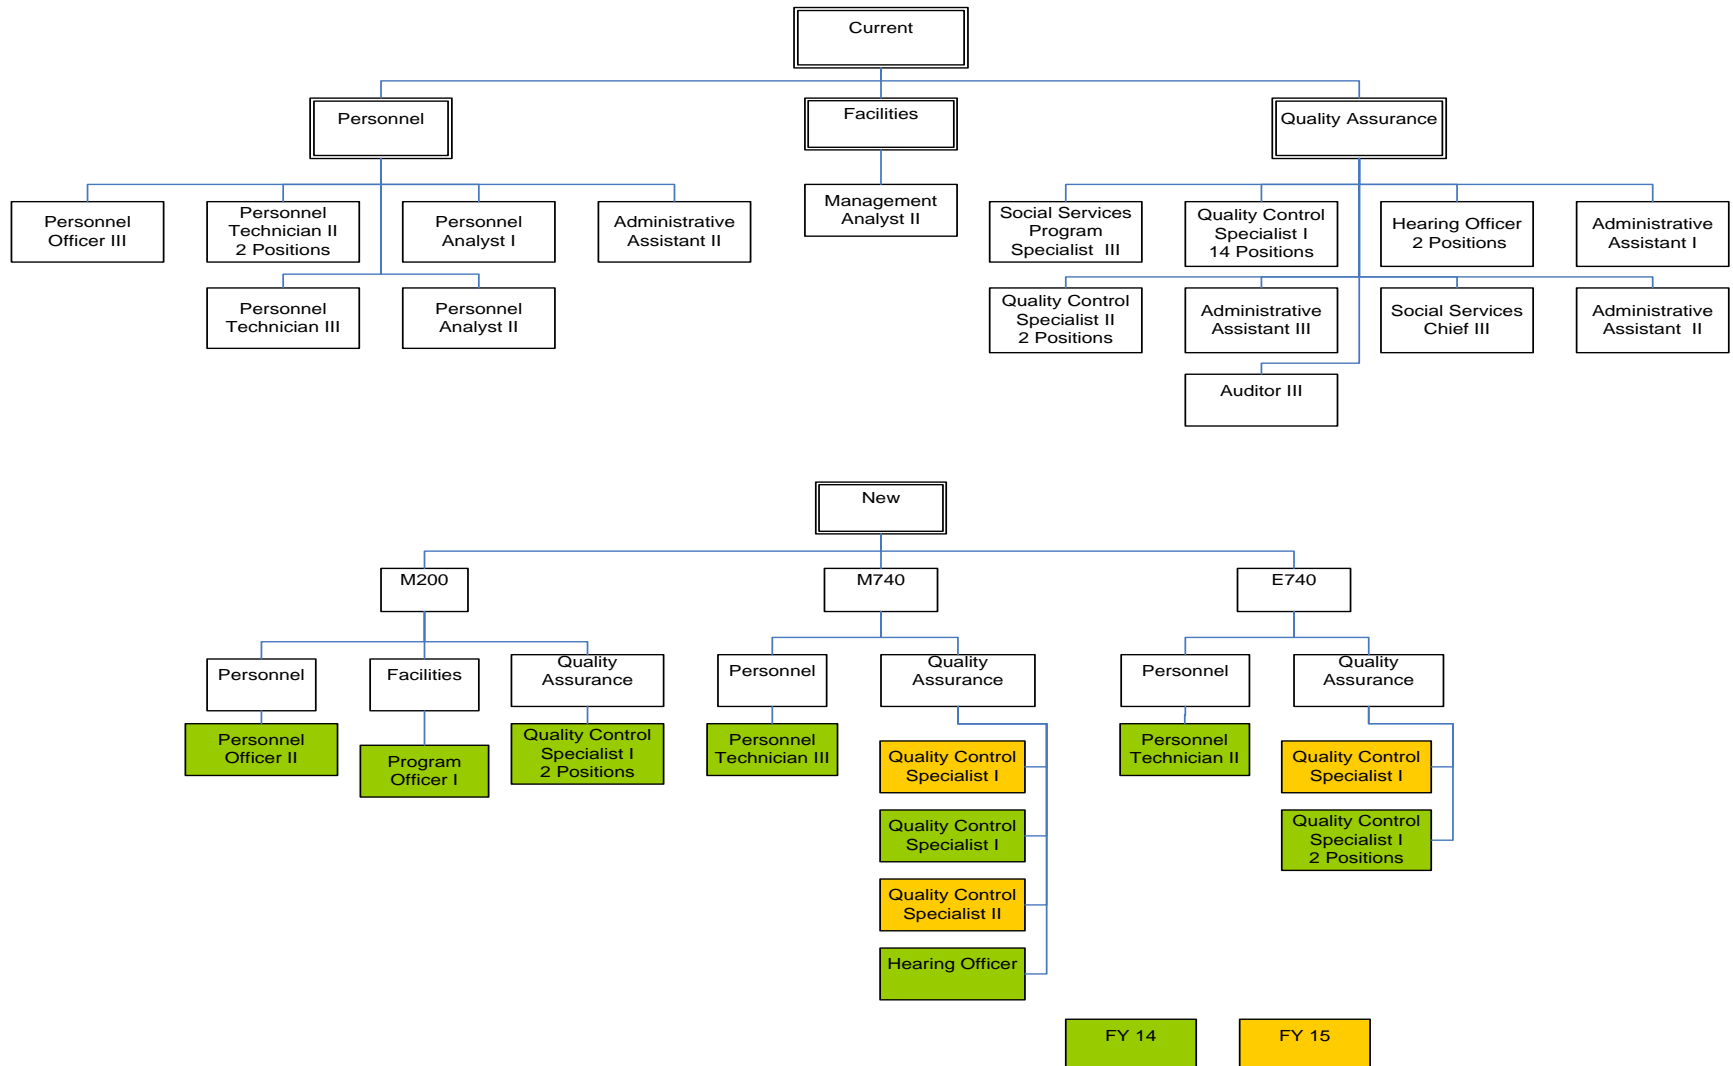 Current
Personnel
Facilities
Quality Assurance
Personnel
Officer III
Personnel
Technician II
2 Positions
Personnel
Analyst I
Administrative
Assistant II
Management
Analyst II
Social Services
Program
Specialist III
Quality Control
Specialist I
14 Positions
Hearing Officer
2 Positions
Administrative
Assistant I
Personnel
Technician III
Personnel
Analyst II
Quality Control
Specialist II
2 Positions
Administrative
Assistant III
Social Services
Chief III
Administrative
Assistant II
Auditor III
New
M200
M740
E740
Personnel
Facilities
Quality
Assurance
Personnel
Quality
Assurance
Personnel
Quality
Assurance
Personnel
Officer II
Program
Officer I
Quality Control
Specialist I
2 Positions
Personnel
Technician III
Quality Control
Specialist I
Quality Control
Specialist I
Quality Control
Specialist II
Hearing Officer
Personnel
Technician II
Quality Control
Specialist I
Quality Control
Specialist I
2 Positions
FY 14
FY 15